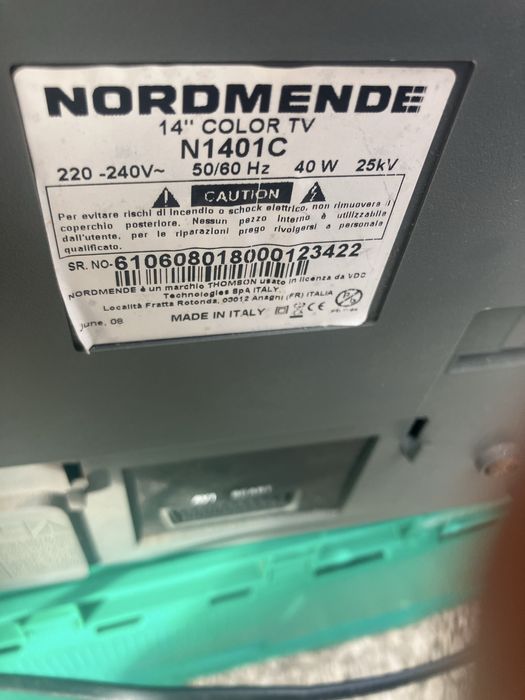 NORDMENDE
14" COLOR TV
N1401C
220 -240V~ 50/60 Hz 40 W 25kV
CAUTION
Per evitare rischi di incendio o schock elettrico, non rimuovere il
coperchio posteriore. Nessun pezzo interno è utilizzabile
dall'utente, per le riparazioni prego rivolgersi a personale
qualificato.
SR. NO-610608018000123422
NORDMENDE è un marchio THOMSON usato in licenza da VDC
Technologies SpA ITALY.
Località Fratta Rotonda, 03012 Anagni (FR) ITALIA
june, 08
MADE IN ITALY CE